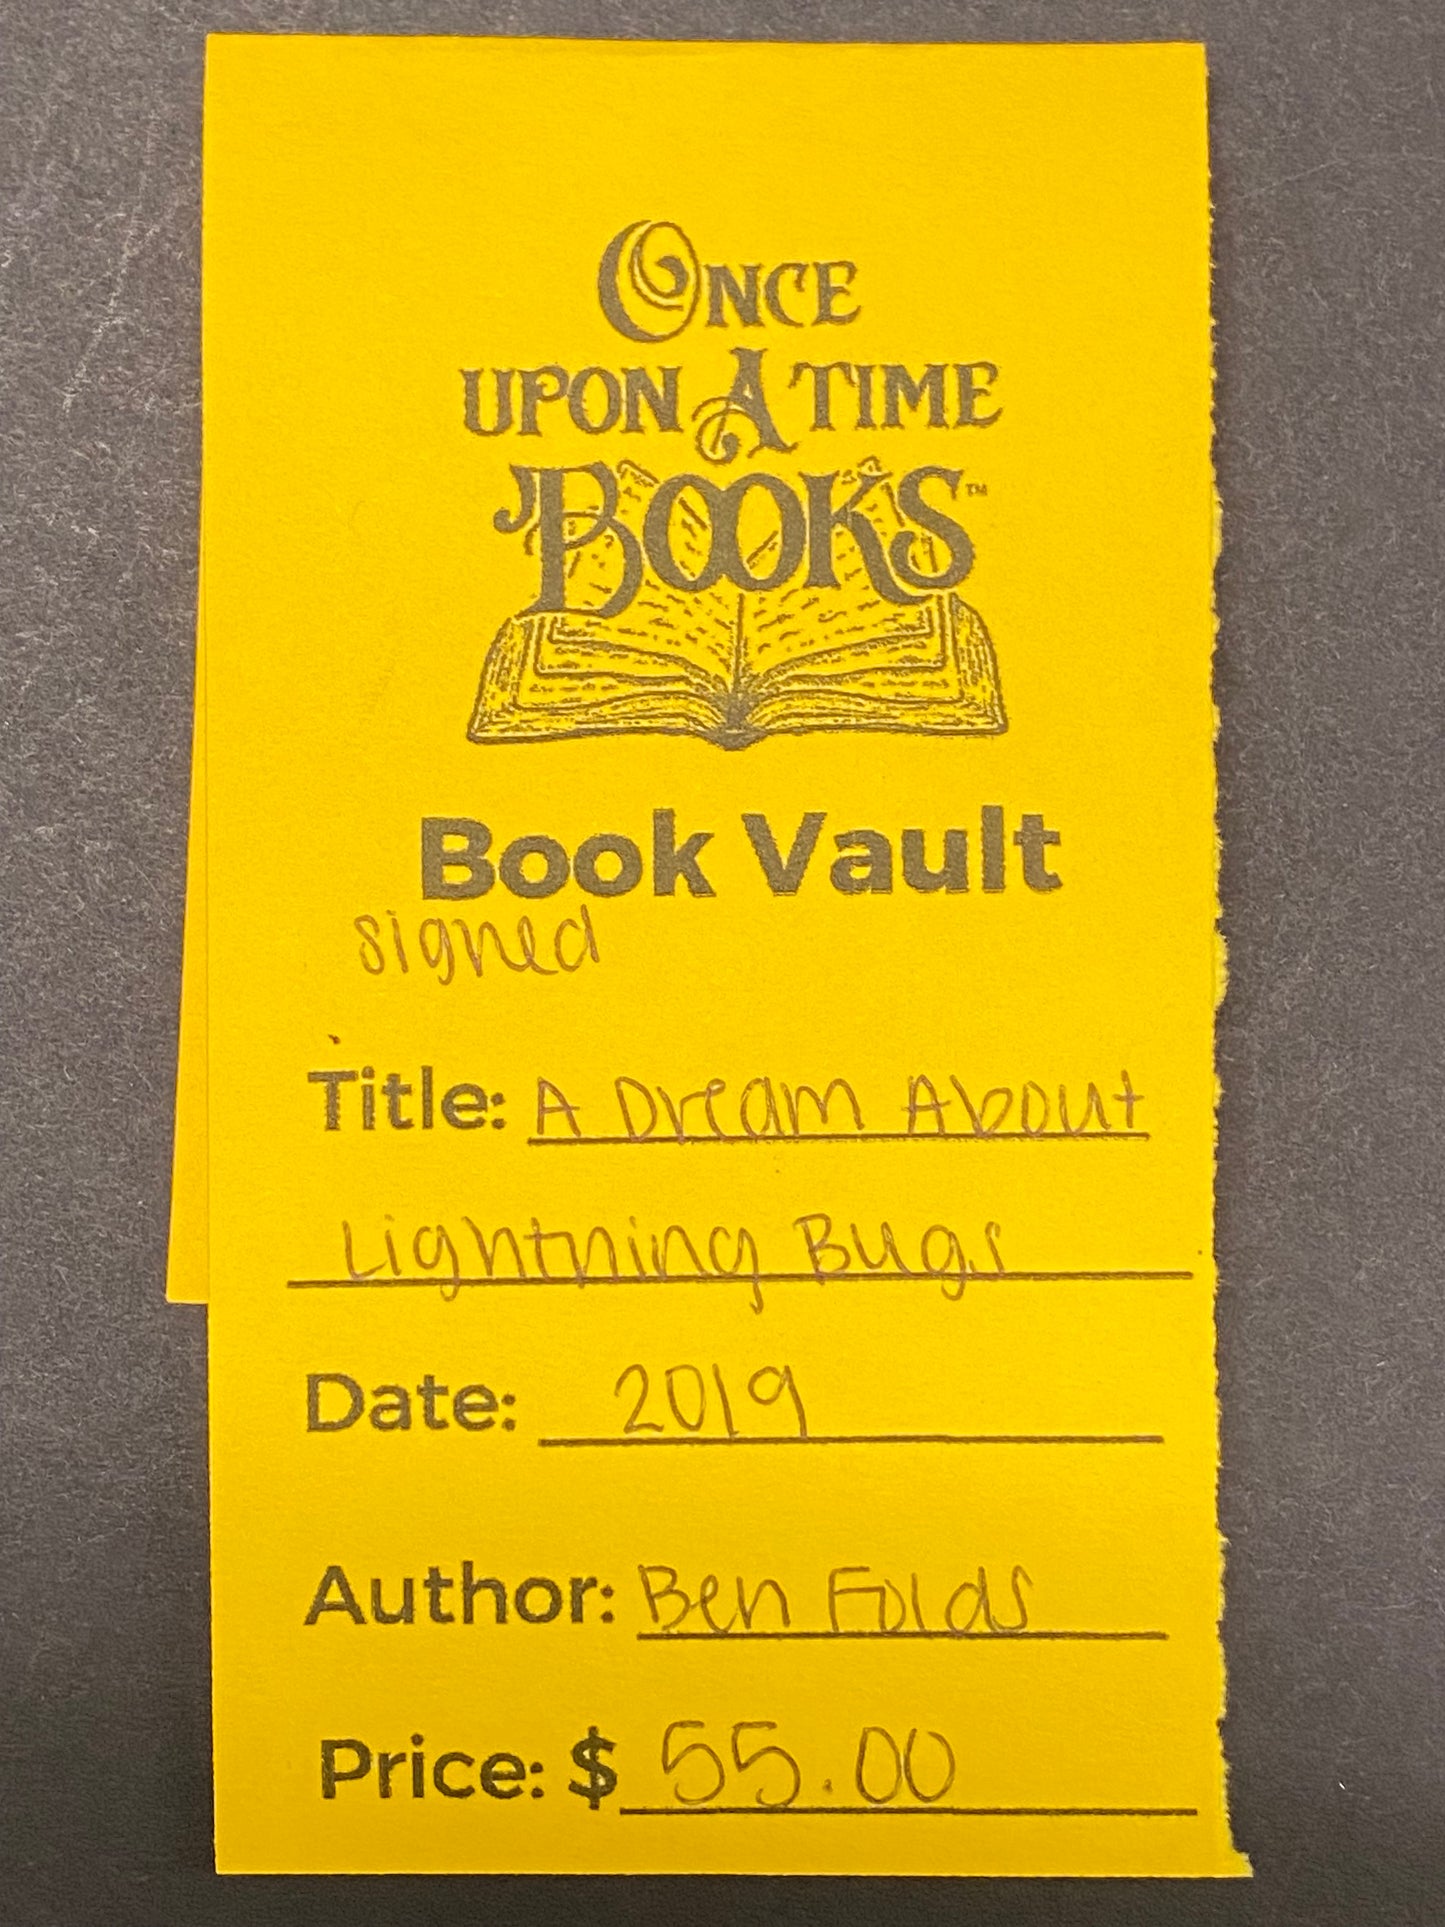 ONCE
UPON A TIME
BOOKS™
Book Vault
signed
Title: A Dream About
Lightning Bugs
Date: 2019
Author: Ben Folds
Price: $ 55.00